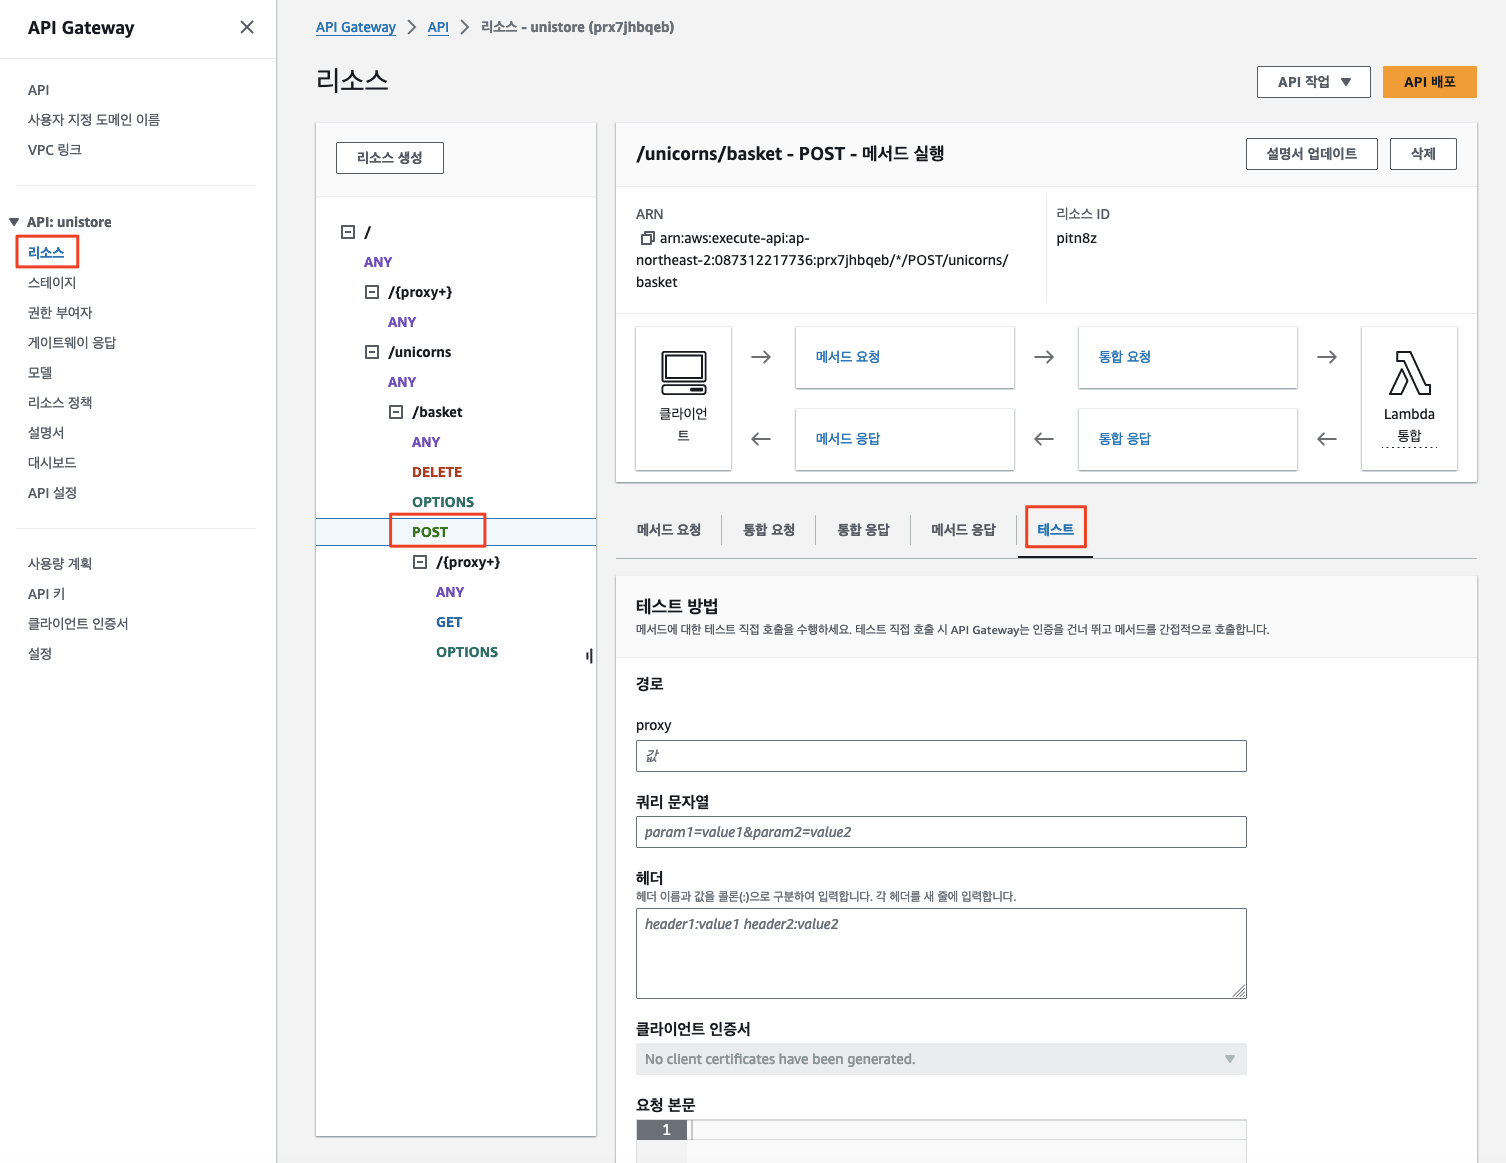 API Gateway
API
사용자 지정 도메인 이름
VPC 링크
API: unistore
리소스
스테이지
권한 부여자
게이트웨이 응답
모델
리소스 정책
설명서
대시보드
API 설정
사용량 계획
API 키
클라이언트 인증서
설정
API Gateway
API
리소스 - unistore (prx7jhbqeb)
리소스
API 작업
API 배포
리소스 생성
/
ANY
/{proxy+}
ANY
/unicorns
ANY
/basket
ANY
DELETE
OPTIONS
POST
/{proxy+}
ANY
GET
OPTIONS
/unicorns/basket - POST - 메서드 실행
설명서 업데이트
삭제
ARN
arn:aws:execute-api:ap-
northeast-2:087312217736:prx7jhbqeb/*/POST/unicorns/
basket
리소스 ID
pitn8z
클라이언
트
메서드 요청
통합 요청
메서드 응답
통합 응답
Lambda
통합
메서드 요청
통합 요청
통합 응답
메서드 응답
테스트
테스트 방법
메서드에 대한 테스트 직접 호출을 수행하세요. 테스트 직접 호출 시 API Gateway는 인증을 건너 뛰고 메서드를 간접적으로 호출합니다.
경로
proxy
값
쿼리 문자열
param1=value1&param2=value2
헤더
헤더 이름과 값을 콜론(:)으로 구분하여 입력합니다. 각 헤더를 새 줄에 입력합니다.
header1:value1 header2:value2
클라이언트 인증서
No client certificates have been generated.
요청 본문
1